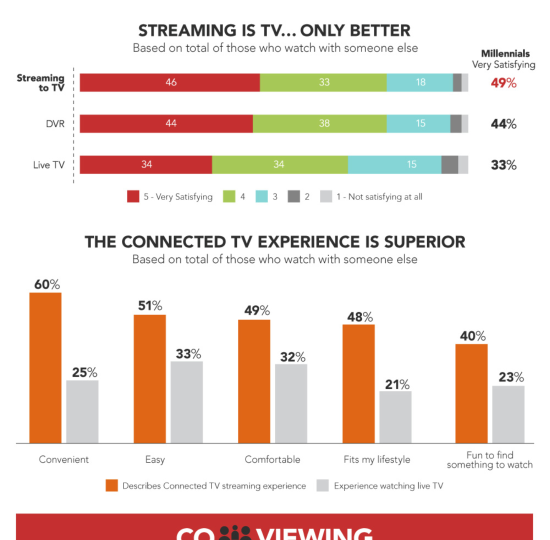 STREAMING IS TV... ONLY BETTER
Based on total of those who watch with someone else
Millennials
Very Satisfying
Streaming
to TV
46 33 18 49%
DVR 44 38 15 44%
Live TV 34 34 15 33%
5 - Very Satisfying 4 3 2 1 - Not satisfying at all
THE CONNECTED TV EXPERIENCE IS SUPERIOR
Based on total of those who watch with someone else
60% 25%
51% 33%
49% 32%
48% 21%
40% 23%
Convenient
Easy
Comfortable
Fits my lifestyle
Fun to find
something to watch
Describes Connected TV streaming experience Experience watching live TV
CO VIEWING